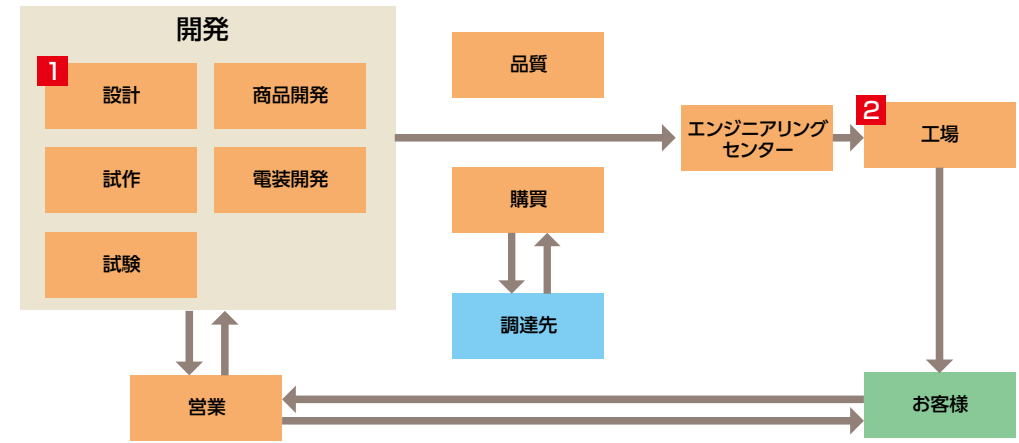 開発
1
設計
商品開発
試作
電装開発
試験
品質
購買
調達先
エンジニアリング
センター
2
工場
営業
お客様